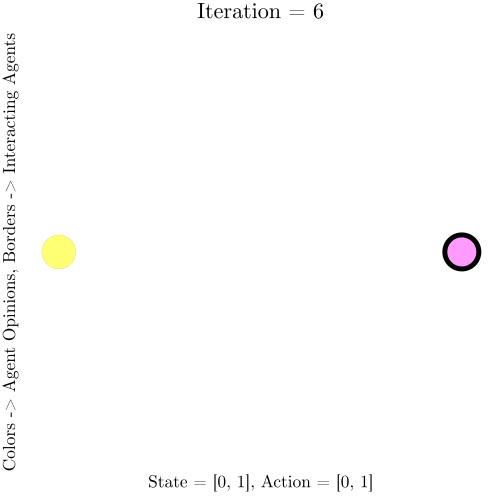 Iteration = 6
Colors -> Agent Opinions, Borders -> Interacting Agents
State = [0, 1], Action = [0, 1]